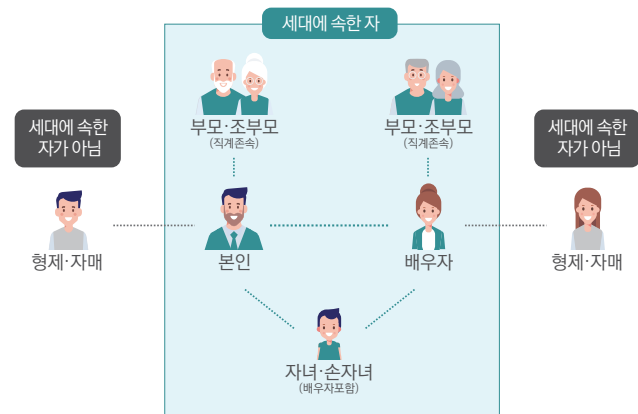 세대에 속한 자
부모·조부모
(직계존속)
부모·조부모
(직계존속)
세대에 속한
자가 아님
세대에 속한
자가 아님
형제·자매
본인
배우자
형제·자매
자녀·손자녀
(배우자포함)